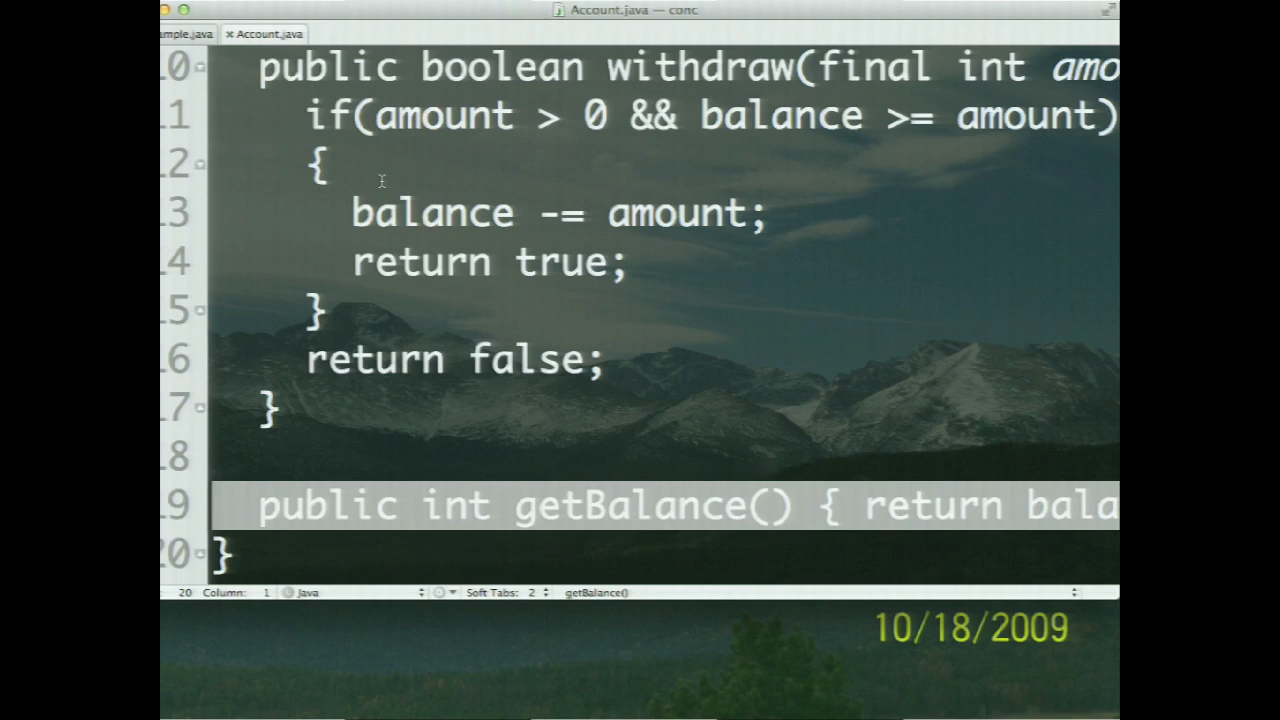 Account.java — conc
ample.java × Account.java
10 public boolean withdraw(final int amo
11 if(amount > 0 && balance >= amount)
12 {
13 balance -= amount;
14 return true;
15 }
16 return false;
17 }
18
19 public int getBalance() { return bala
20 }
20 Column: 1 Java Soft Tabs: 2 getBalance()
10/18/2009